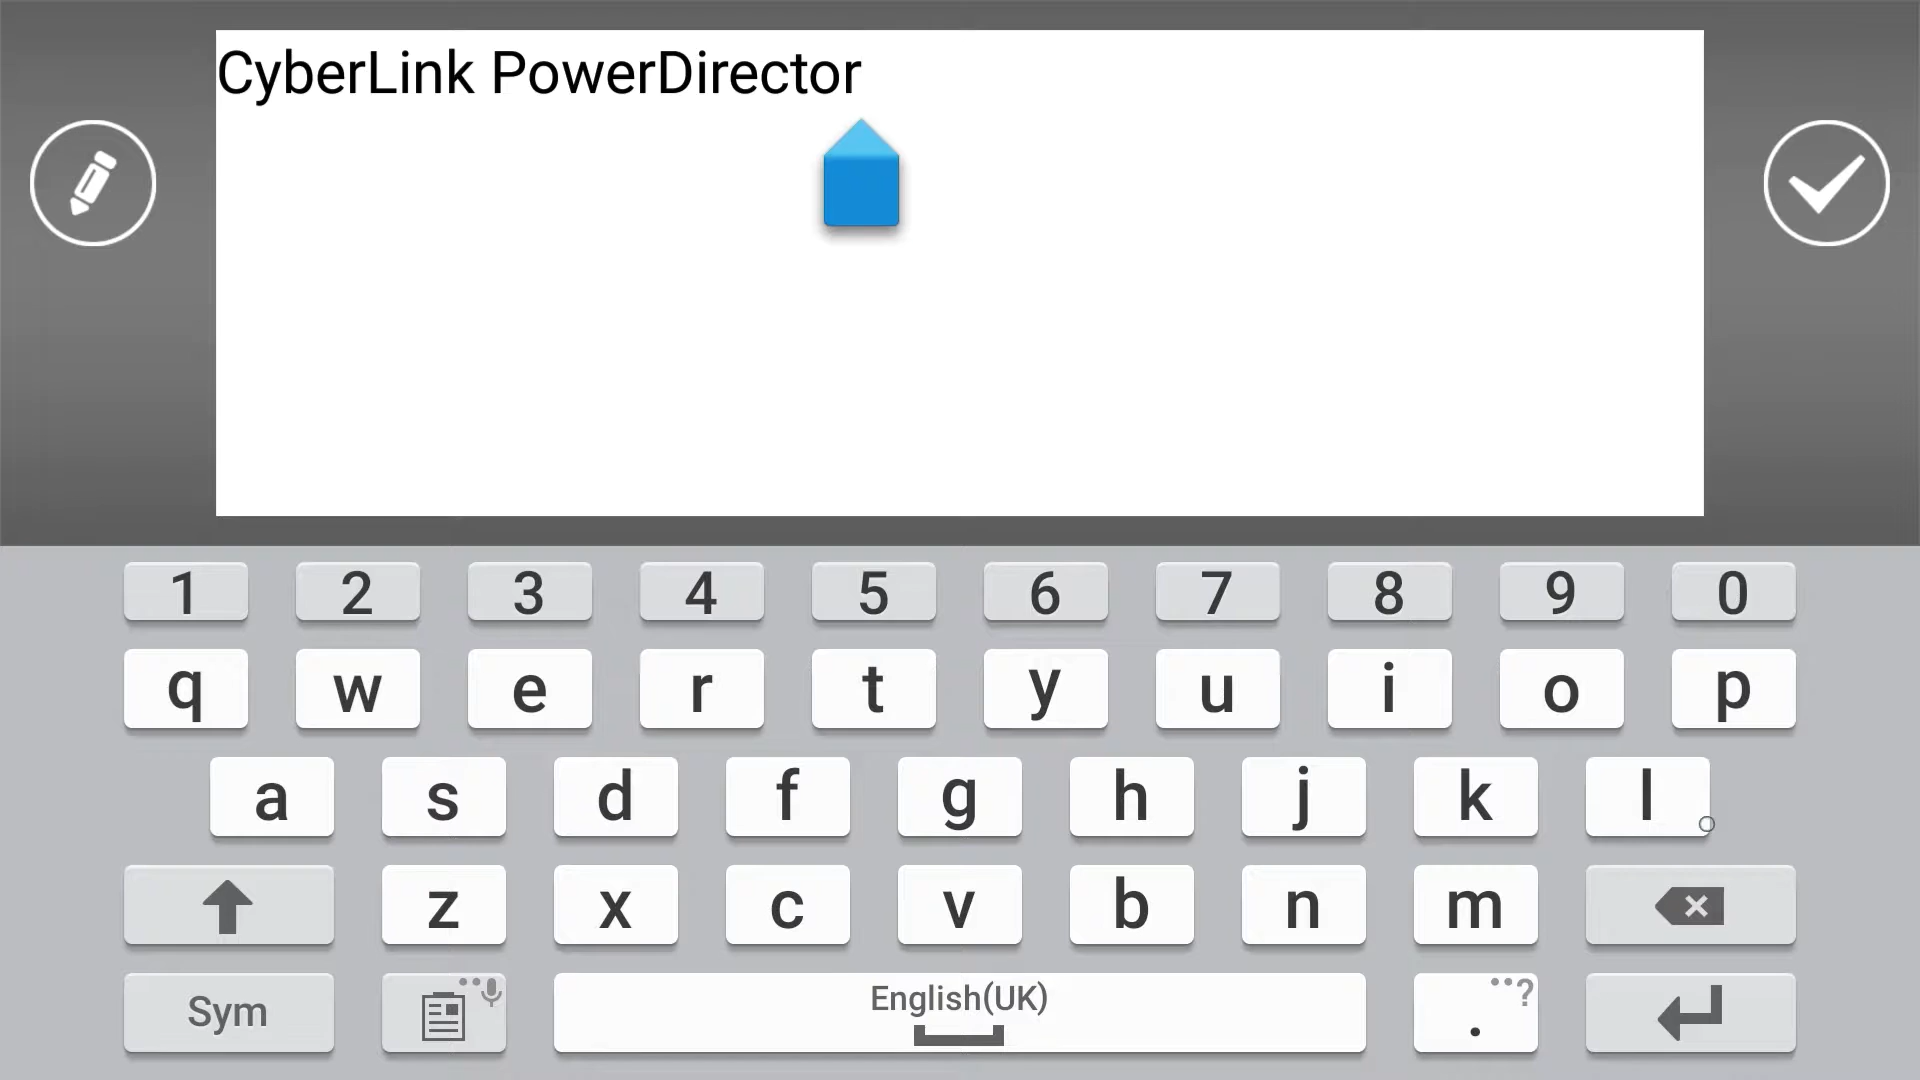 CyberLink PowerDirector
1 2 3 4 5 6 7 8 9 0
q w e r t y u i o p
a s d f g h j k l
z x c v b n m
Sym English(UK) . ?